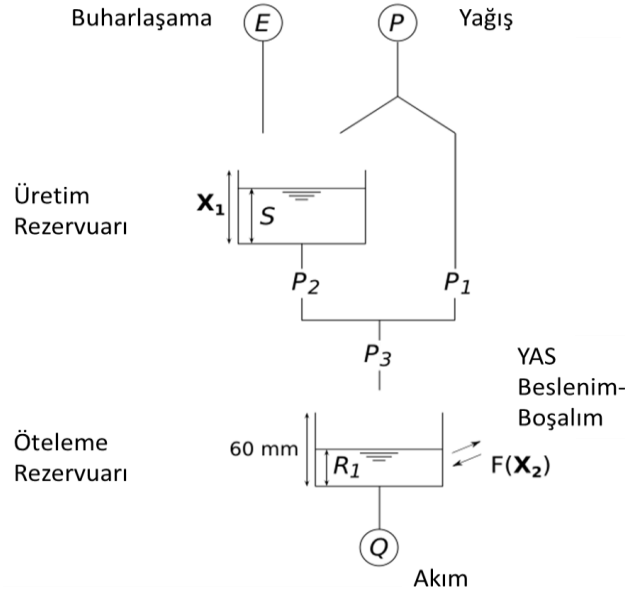 Buharlaşama
E
P
Yağış
Üretim
Rezervuarı
X1
S
P2
P1
P3
YAS
Beslenim-
Boşalım
Öteleme
Rezervuarı
60 mm
R1
F(X2)
Q
Akım